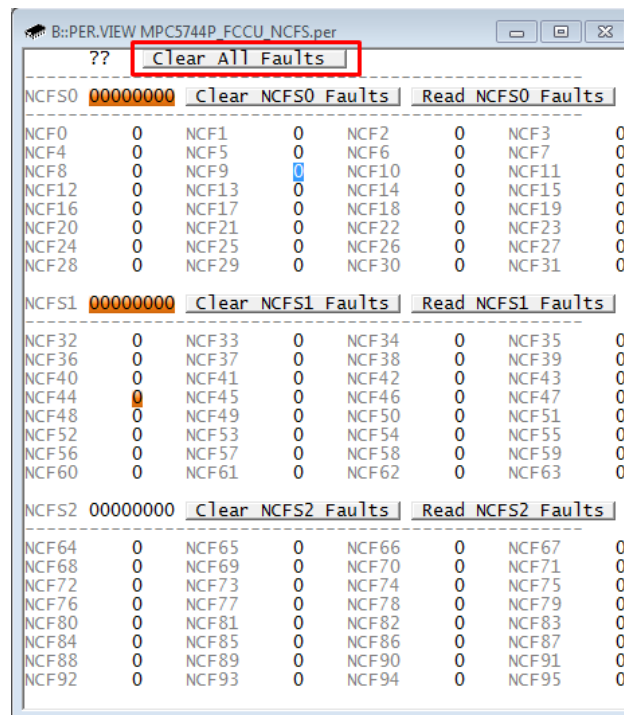 B::PER.VIEW MPC5744P_FCCU_NCFS.per
?? Clear All Faults
NCFS0 00000000 Clear NCFS0 Faults Read NCFS0 Faults
NCF0 0 NCF1 0 NCF2 0 NCF3 0
NCF4 0 NCF5 0 NCF6 0 NCF7 0
NCF8 0 NCF9 0 NCF10 0 NCF11 0
NCF12 0 NCF13 0 NCF14 0 NCF15 0
NCF16 0 NCF17 0 NCF18 0 NCF19 0
NCF20 0 NCF21 0 NCF22 0 NCF23 0
NCF24 0 NCF25 0 NCF26 0 NCF27 0
NCF28 0 NCF29 0 NCF30 0 NCF31 0
NCFS1 00000000 Clear NCFS1 Faults Read NCFS1 Faults
NCF32 0 NCF33 0 NCF34 0 NCF35 0
NCF36 0 NCF37 0 NCF38 0 NCF39 0
NCF40 0 NCF41 0 NCF42 0 NCF43 0
NCF44 0 NCF45 0 NCF46 0 NCF47 0
NCF48 0 NCF49 0 NCF50 0 NCF51 0
NCF52 0 NCF53 0 NCF54 0 NCF55 0
NCF56 0 NCF57 0 NCF58 0 NCF59 0
NCF60 0 NCF61 0 NCF62 0 NCF63 0
NCFS2 00000000 Clear NCFS2 Faults Read NCFS2 Faults
NCF64 0 NCF65 0 NCF66 0 NCF67 0
NCF68 0 NCF69 0 NCF70 0 NCF71 0
NCF72 0 NCF73 0 NCF74 0 NCF75 0
NCF76 0 NCF77 0 NCF78 0 NCF79 0
NCF80 0 NCF81 0 NCF82 0 NCF83 0
NCF84 0 NCF85 0 NCF86 0 NCF87 0
NCF88 0 NCF89 0 NCF90 0 NCF91 0
NCF92 0 NCF93 0 NCF94 0 NCF95 0